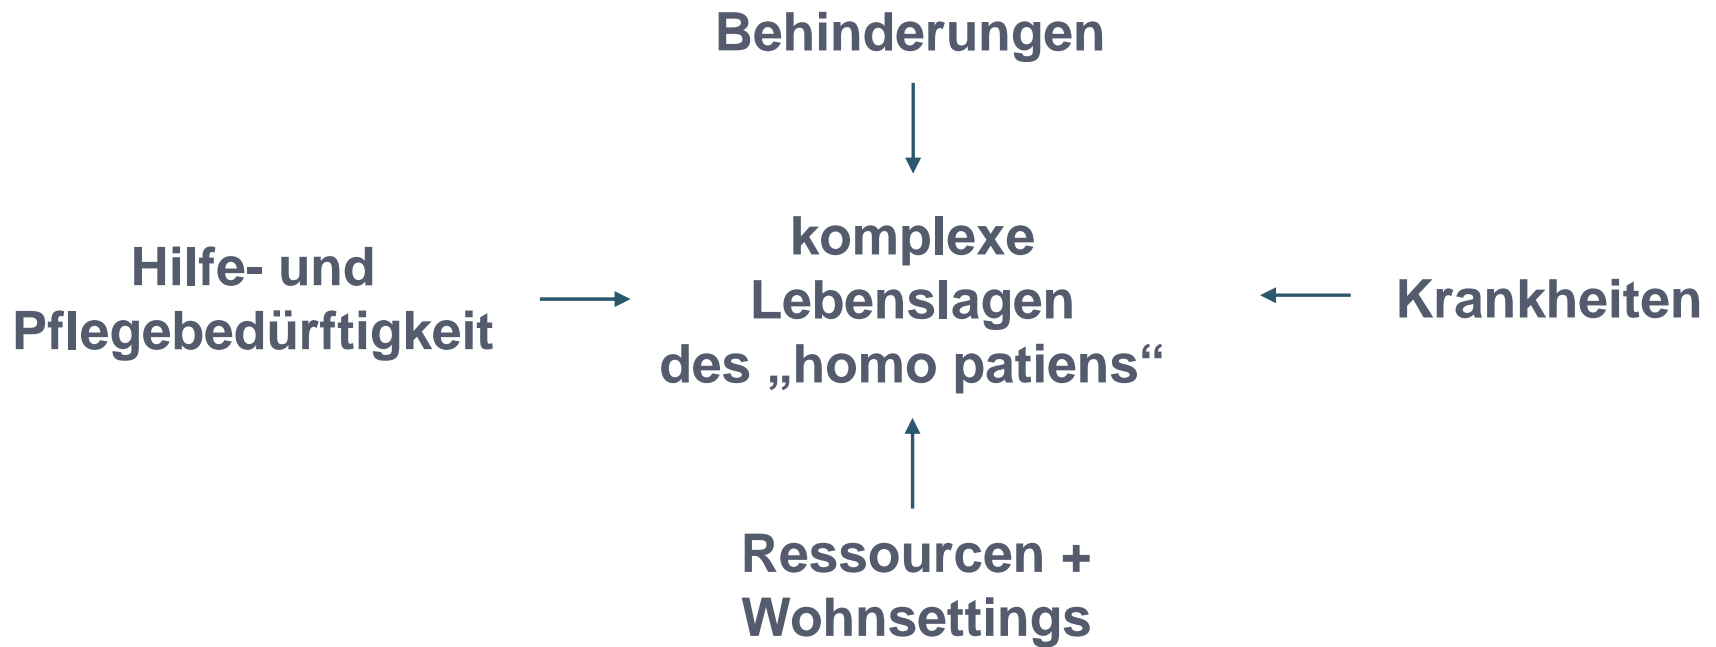 Behinderungen
Hilfe- und
Pflegebedürftigkeit
komplexe
Lebenslagen
des „homo patiens“
Krankheiten
Ressourcen +
Wohnsettings